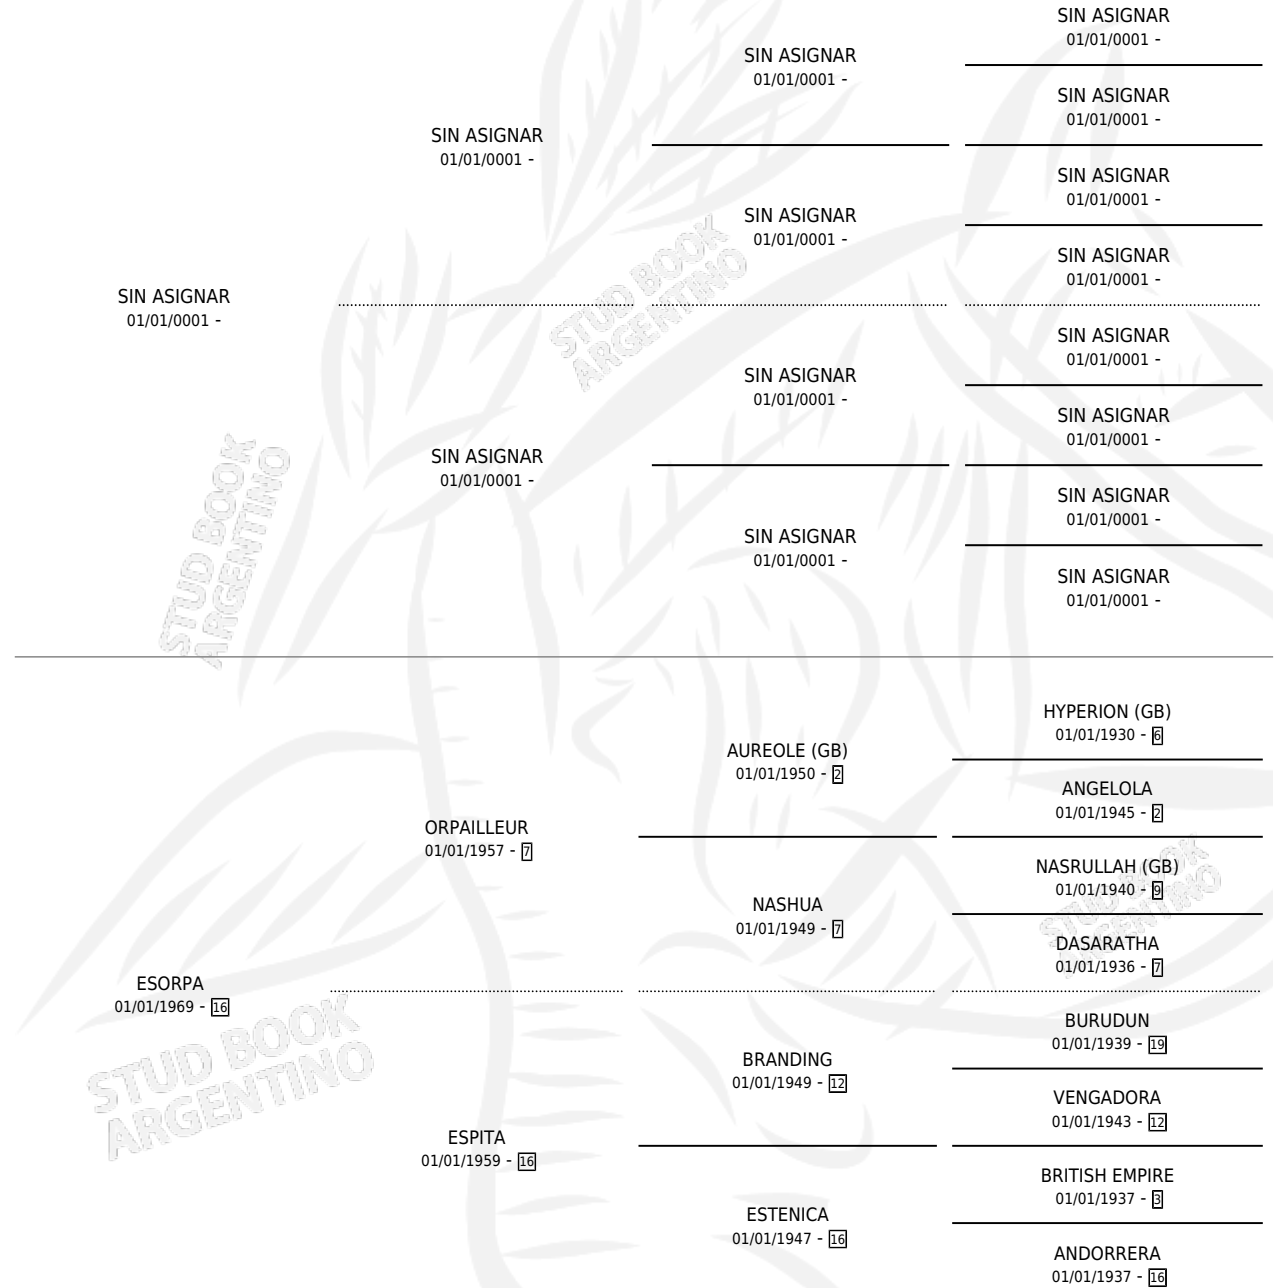 SIN ASIGNAR
01/01/0001 -
SIN ASIGNAR
01/01/0001 -
SIN ASIGNAR
01/01/0001 -
SIN ASIGNAR
01/01/0001 -
SIN ASIGNAR
01/01/0001 -
SIN ASIGNAR
01/01/0001 -
SIN ASIGNAR
01/01/0001 -
SIN ASIGNAR
01/01/0001 -
SIN ASIGNAR
01/01/0001 -
SIN ASIGNAR
01/01/0001 -
SIN ASIGNAR
01/01/0001 -
SIN ASIGNAR
01/01/0001 -
SIN ASIGNAR
01/01/0001 -
SIN ASIGNAR
01/01/0001 -
SIN ASIGNAR
01/01/0001 -
STUD BOOK
ARGENTINO
STUD BOOK
ARGENTINO
HYPERION (GB)
01/01/1930 - 6
AUREOLE (GB)
01/01/1950 - 2
ANGELOLA
01/01/1945 - 2
ORPAILLEUR
01/01/1957 - 7
NASRULLAH (GB)
01/01/1940 - 9
NASHUA
01/01/1949 - 7
DASARATHA
01/01/1936 - 7
STUD BOOK
ARGENTINO
ESORPA
01/01/1969 - 16
BURUDUN
01/01/1939 - 19
BRANDING
01/01/1949 - 12
VENGADORA
01/01/1943 - 12
ESPITA
01/01/1959 - 16
BRITISH EMPIRE
01/01/1937 - 3
ESTENICA
01/01/1947 - 16
ANDORRERA
01/01/1937 - 16
STUD BOOK
ARGENTINO